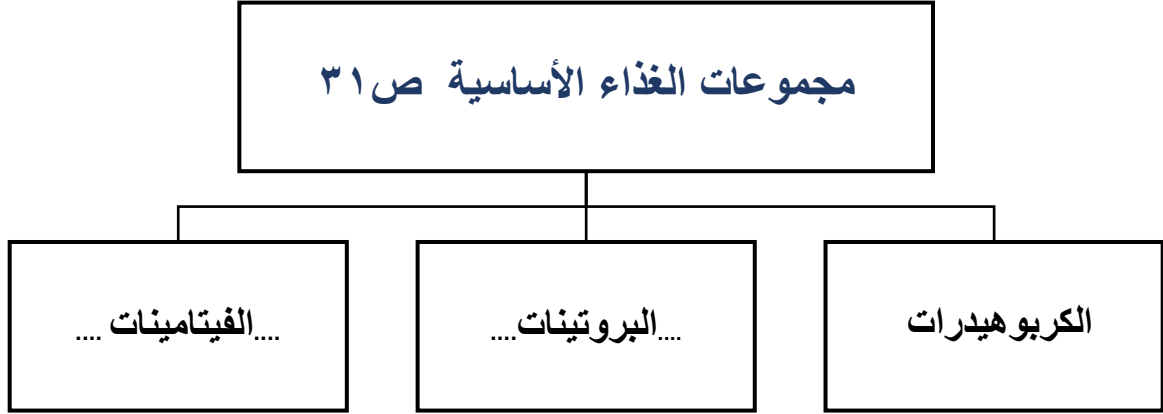 مجموعات الغذاء الأساسية ص٣١
الكربوهيدرات
....البروتينات....
....الفيتامينات ....